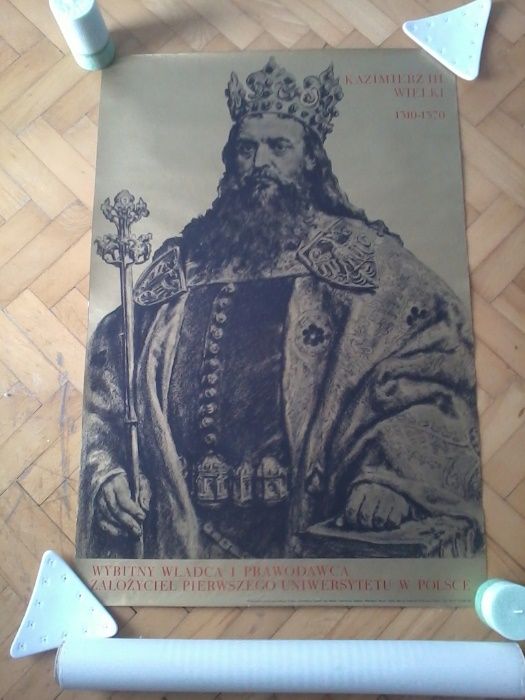 KAZIMIERZ III
WIELKI
1310-1370
WYBITNY WŁADCA I PRAWODAWCA
ZAŁOŻYCIEL PIERWSZEGO UNIWERSYTETU W POLSCE